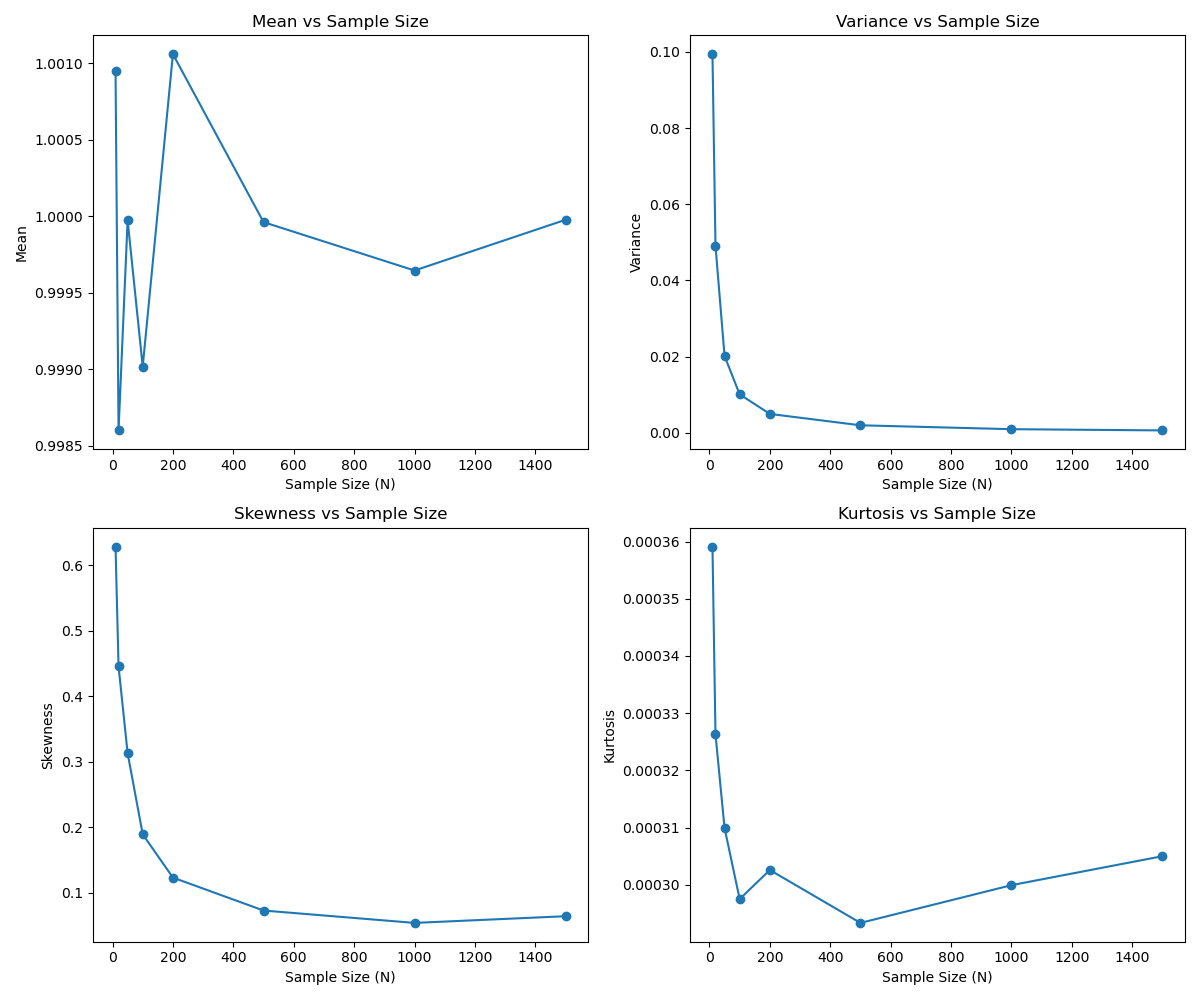 Mean vs Sample Size
Mean
1.0010
1.0005
1.0000
0.9995
0.9990
0.9985
0 200 400 600 800 1000 1200 1400
Sample Size (N)
Variance vs Sample Size
Variance
0.10
0.08
0.06
0.04
0.02
0.00
0 200 400 600 800 1000 1200 1400
Sample Size (N)
Skewness vs Sample Size
Skewness
0.6
0.5
0.4
0.3
0.2
0.1
0 200 400 600 800 1000 1200 1400
Sample Size (N)
Kurtosis vs Sample Size
Kurtosis
0.00036
0.00035
0.00034
0.00033
0.00032
0.00031
0.00030
0 200 400 600 800 1000 1200 1400
Sample Size (N)